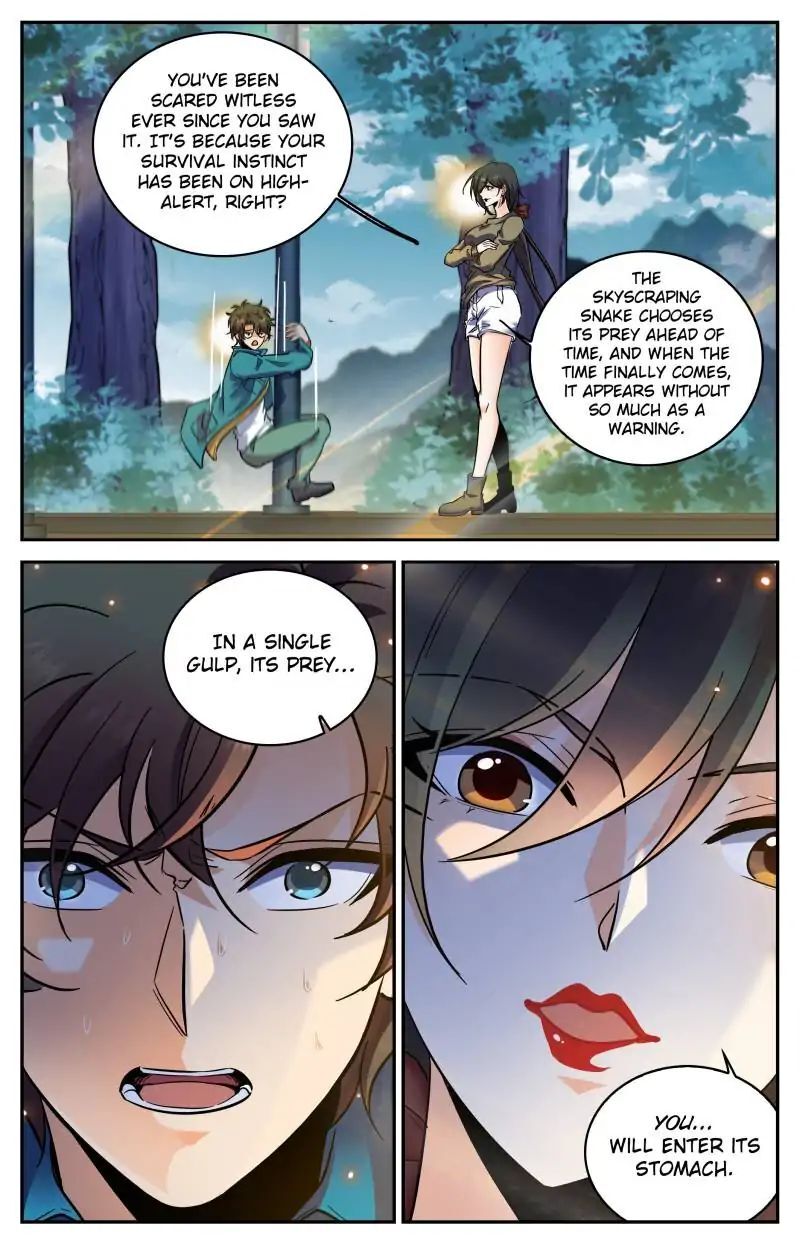 YOU'VE BEEN
SCARED WITLESS
EVER SINCE YOU SAW
IT. IT'S BECAUSE YOUR
SURVIVAL INSTINCT
HAS BEEN ON HIGH-
ALERT, RIGHT?
THE
SKYSCRAPING
SNAKE CHOOSES
ITS PREY AHEAD OF
TIME, AND WHEN THE
TIME FINALLY COMES,
IT APPEARS WITHOUT
SO MUCH AS A
WARNING.
IN A SINGLE
GULP, ITS PREY...
YOU...
WILL ENTER ITS
STOMACH.